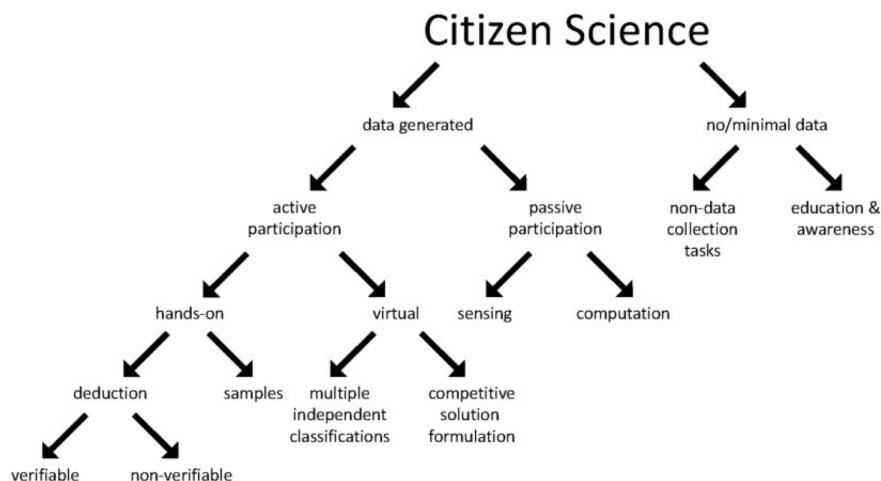 Citizen Science
data generated
no/minimal data
active
participation
passive
participation
non-data
collection
tasks
education &
awareness
hands-on
virtual
sensing
computation
deduction
samples
multiple
independent
classifications
competitive
solution
formulation
verifiable
non-verifiable